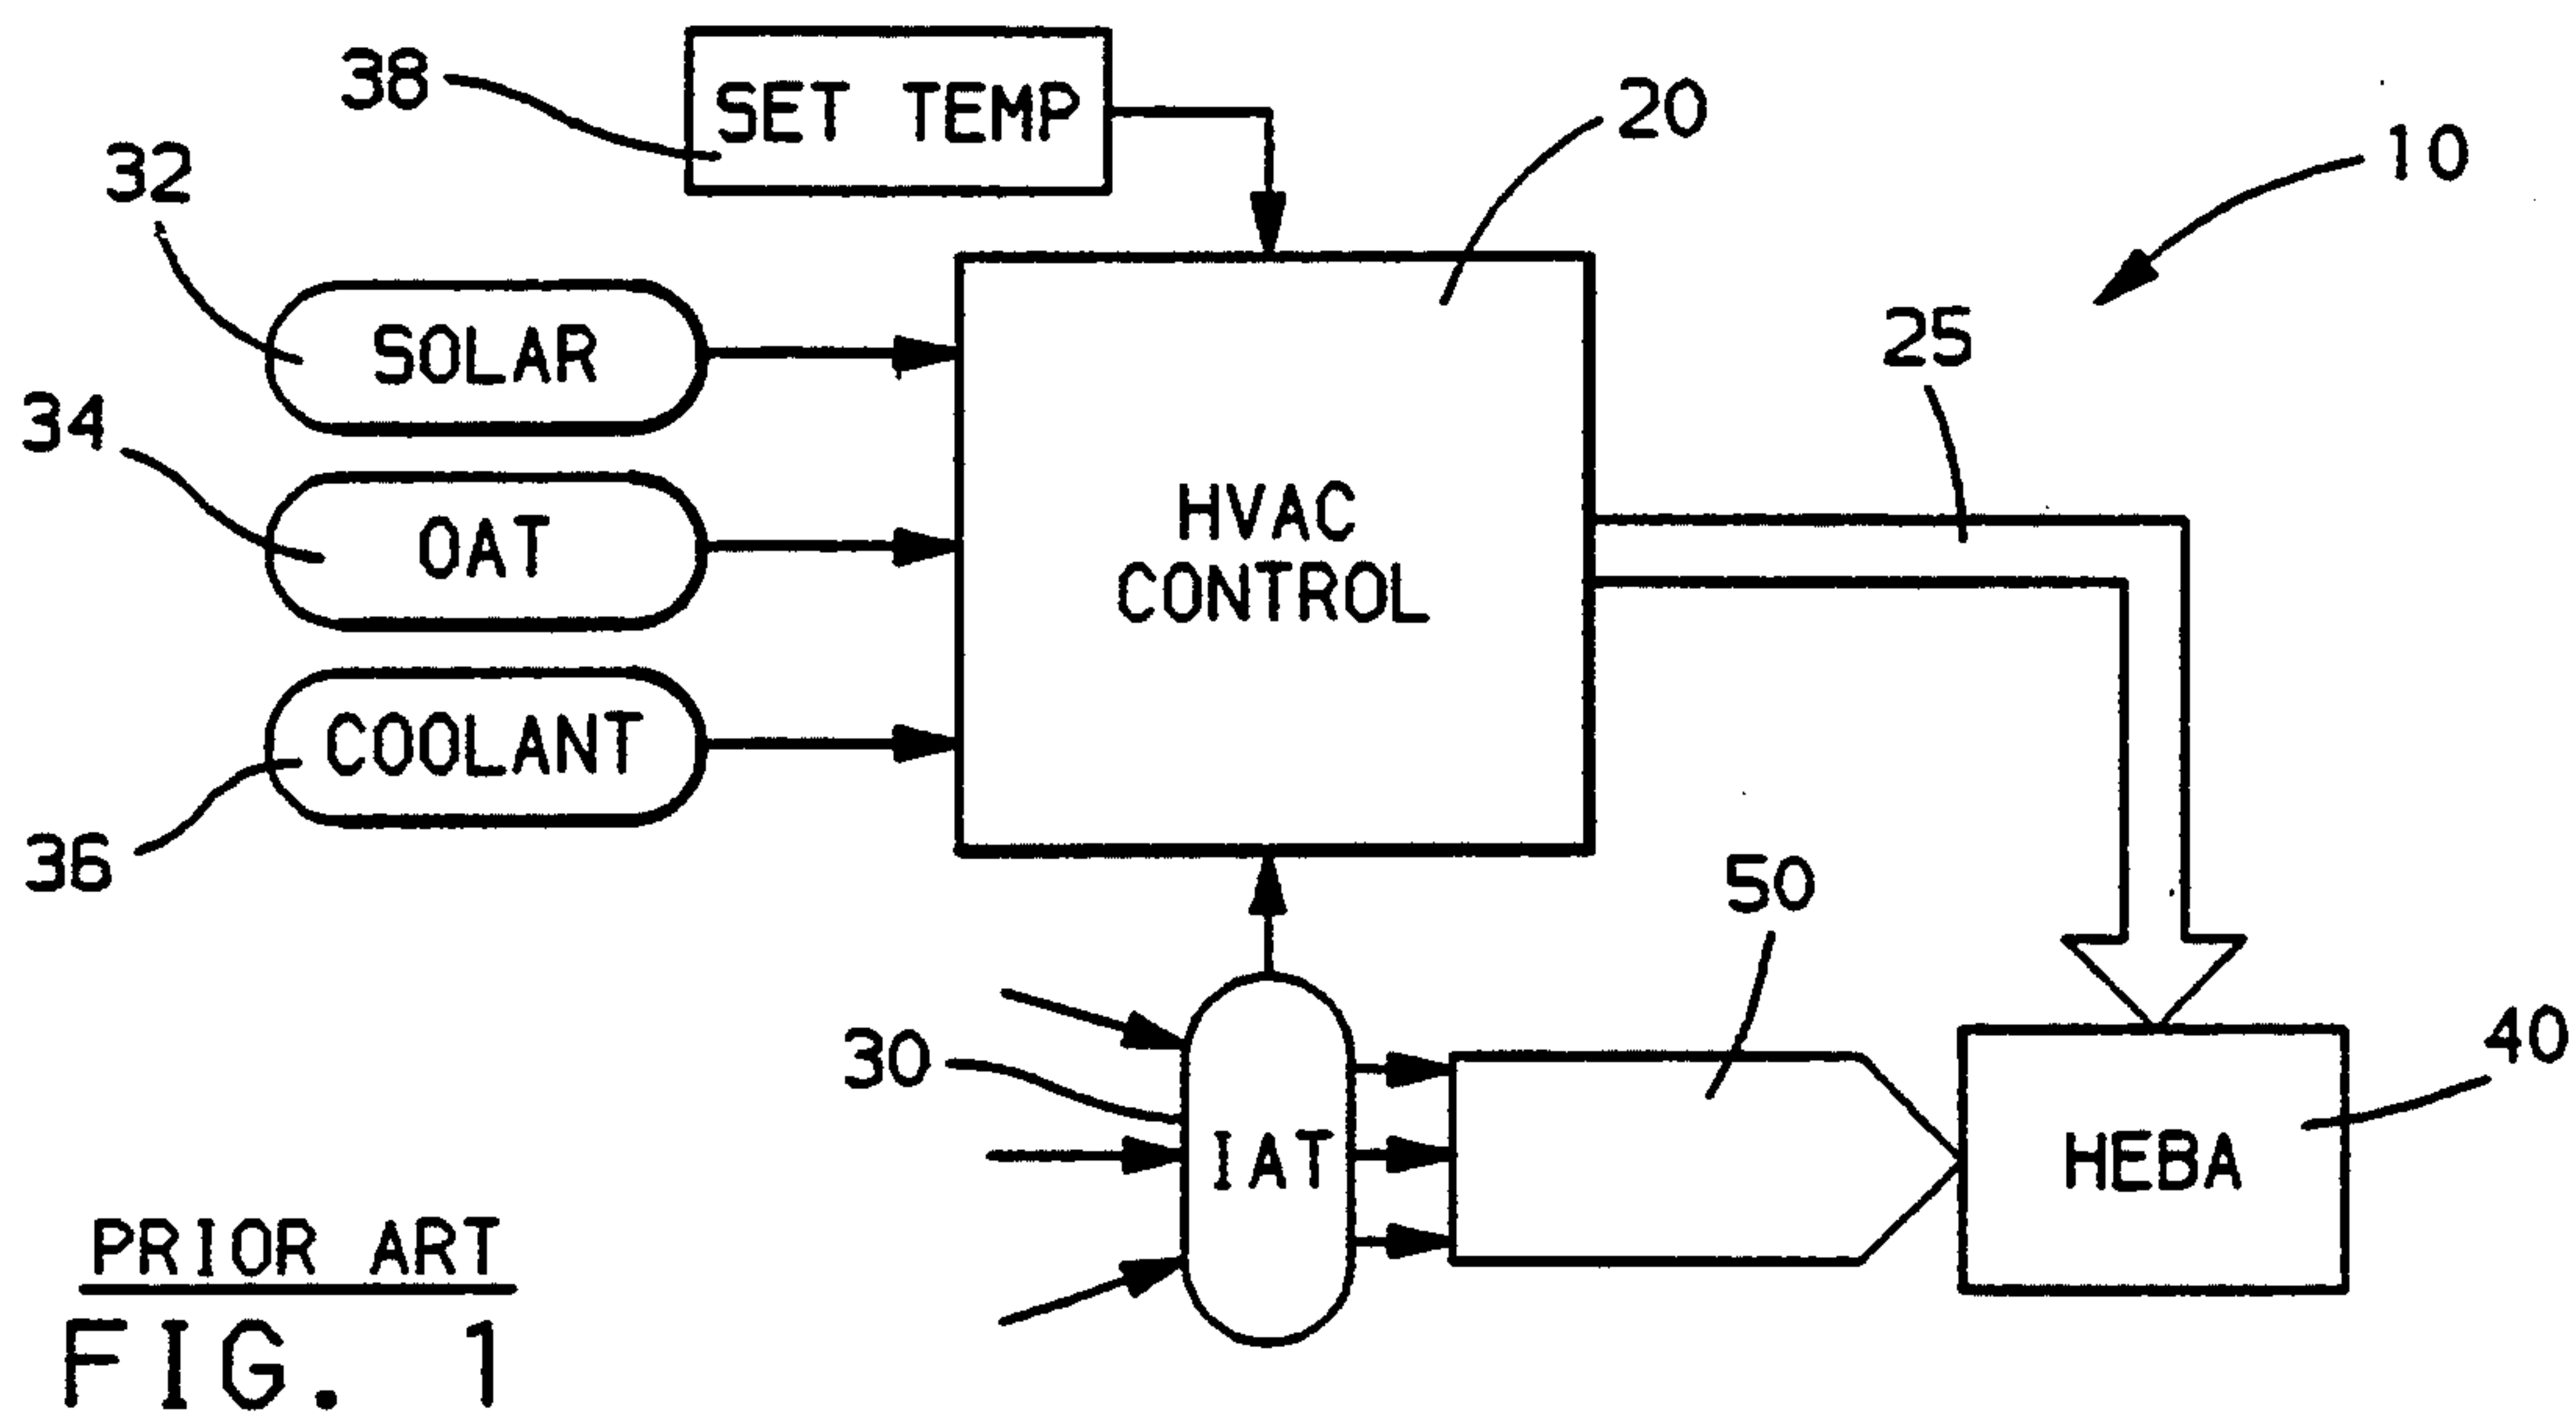 38
SET TEMP
20
10
32
SOLAR
25
34
OAT
HVAC
CONTROL
COOLANT
36
50
30
IAT
40
HEBA
PRIOR ART
FIG. 1